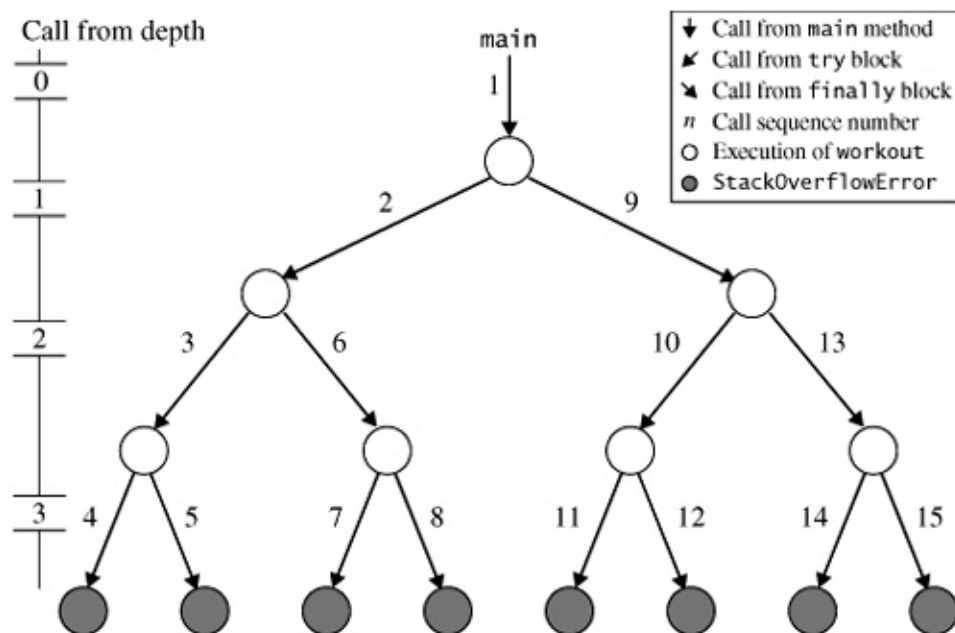 Call from depth
main
Call from main method
Call from try block
Call from finally block
n Call sequence number
Execution of workout
StackOverflowError
0
1
1
2
9
2
3
6
10
13
3
4
5
7
8
11
12
14
15